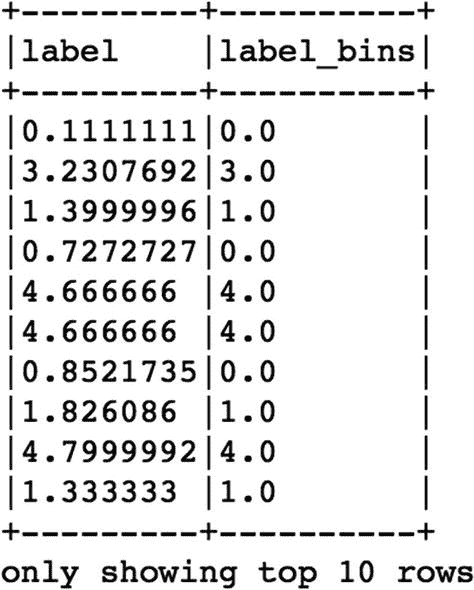 +---------+----------+
|label    |label_bins|
+---------+----------+
|0.1111111|0.0       |
|3.2307692|3.0       |
|1.3999996|1.0       |
|0.7272727|0.0       |
|4.666666 |4.0       |
|4.666666 |4.0       |
|0.8521735|0.0       |
|1.826086 |1.0       |
|4.7999992|4.0       |
|1.333333 |1.0       |
+---------+----------+
only showing top 10 rows